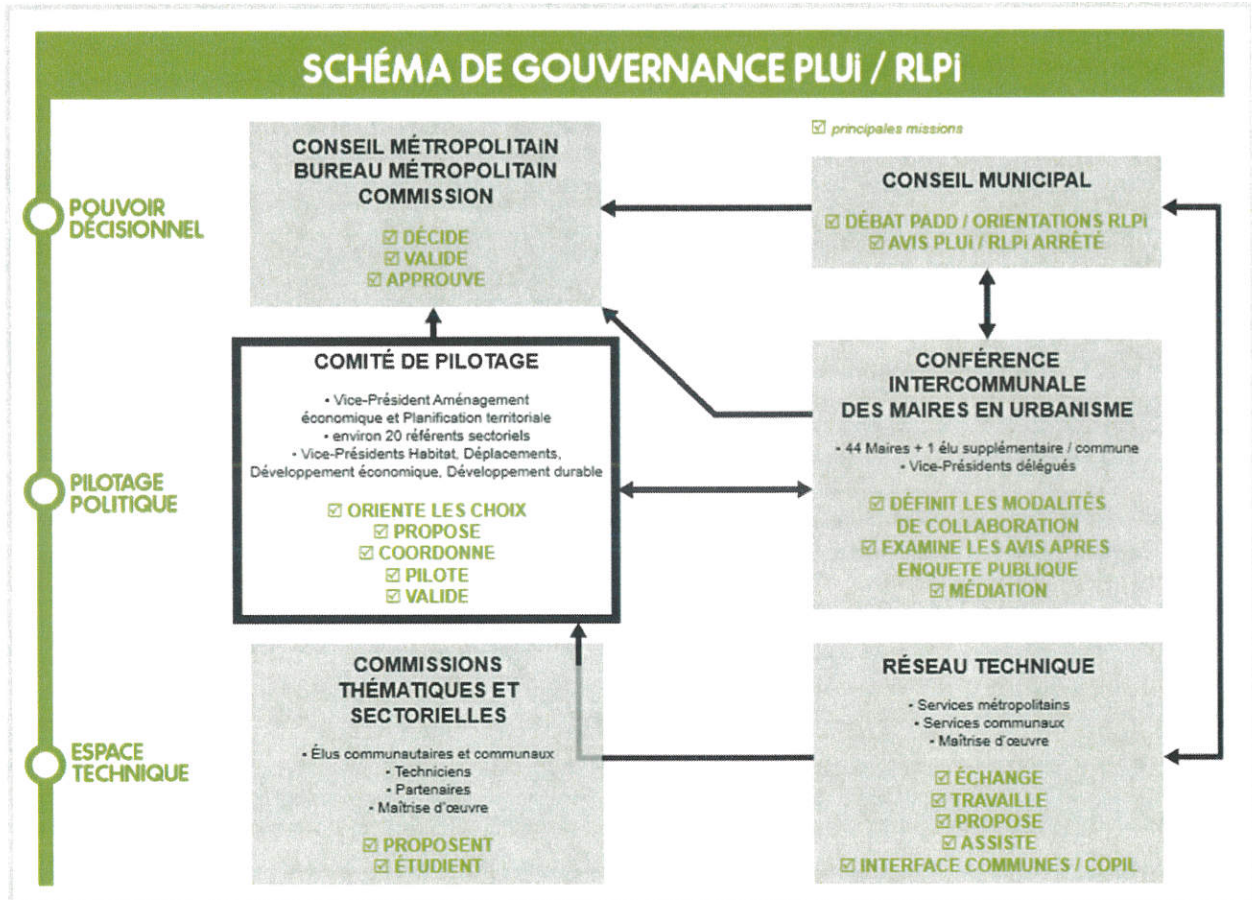 SCHÉMA DE GOUVERNANCE PLUi / RLPi
☑ principales missions
POUVOIR
DÉCISIONNEL
CONSEIL MÉTROPOLITAIN
BUREAU MÉTROPOLITAIN
COMMISSION
☑ DÉCIDE
☑ VALIDE
☑ APPROUVE
CONSEIL MUNICIPAL
☑ DÉBAT PADD / ORIENTATIONS RLPi
☑ AVIS PLUi / RLPi ARRÊTÉ
PILOTAGE
POLITIQUE
COMITÉ DE PILOTAGE
• Vice-Président Aménagement
économique et Planification territoriale
• environ 20 référents sectoriels
• Vice-Présidents Habitat, Déplacements,
Développement économique, Développement durable
☑ ORIENTE LES CHOIX
☑ PROPOSE
☑ COORDONNE
☑ PILOTE
☑ VALIDE
CONFÉRENCE
INTERCOMMUNALE
DES MAIRES EN URBANISME
• 44 Maires + 1 élu supplémentaire / commune
• Vice-Présidents délégués
☑ DÉFINIT LES MODALITÉS
DE COLLABORATION
☑ EXAMINE LES AVIS APRES
ENQUETE PUBLIQUE
☑ MÉDIATION
ESPACE
TECHNIQUE
COMMISSIONS
THÉMATIQUES ET
SECTORIELLES
• Élus communautaires et communaux
• Techniciens
• Partenaires
• Maîtrise d'œuvre
☑ PROPOSENT
☑ ÉTUDIENT
RÉSEAU TECHNIQUE
• Services métropolitains
• Services communaux
• Maîtrise d'œuvre
☑ ÉCHANGE
☑ TRAVAILLE
☑ PROPOSE
☑ ASSISTE
☑ INTERFACE COMMUNES / COPIL